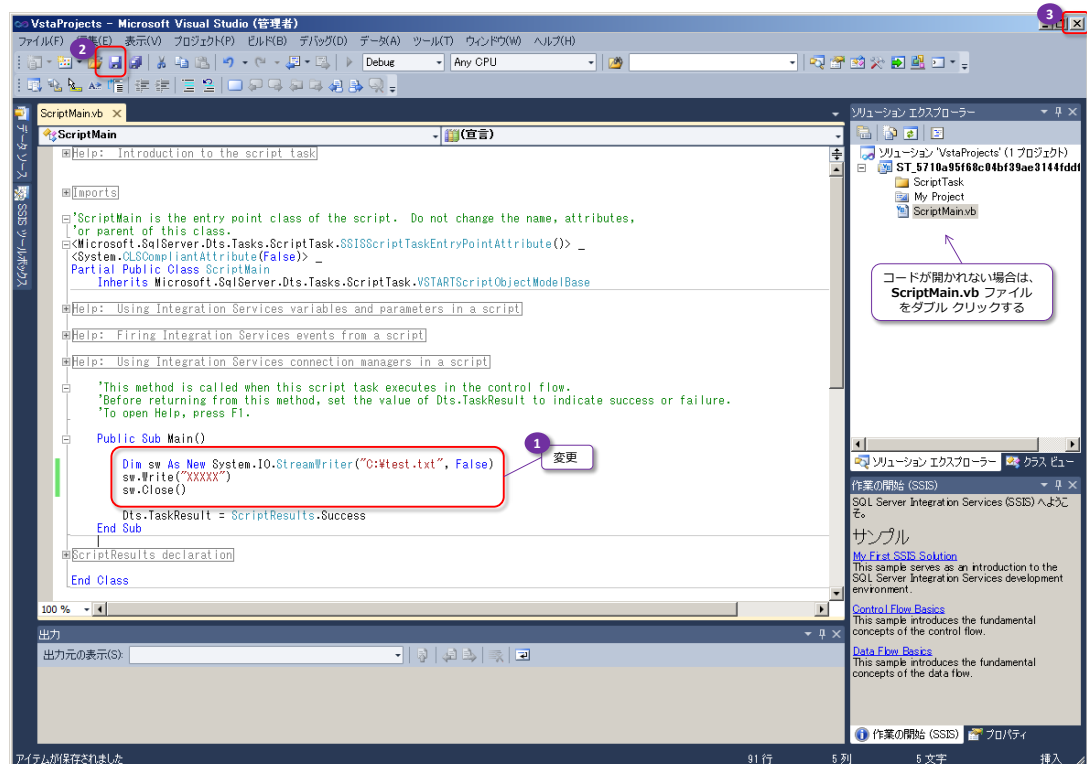 VstaProjects - Microsoft Visual Studio (管理者)
3
ファイル(F) 編集(E) 表示(V) プロジェクト(P) ビルド(B) デバッグ(D) データ(A) ツール(T) ウィンドウ(W) ヘルプ(H)
2
Debug
Any CPU
データ ソース
SSIS ツールボックス
ScriptMain.vb
ScriptMain
(宣言)
Help:  Introduction to the script task
Imports
'ScriptMain is the entry point class of the script.  Do not change the name, attributes,
'or parent of this class.
<Microsoft.SqlServer.Dts.Tasks.ScriptTask.SSISScriptTaskEntryPointAttribute()> _
<System.CLSCompliantAttribute(False)> _
Partial Public Class ScriptMain
Inherits Microsoft.SqlServer.Dts.Tasks.ScriptTask.VSTARTScriptObjectModelBase
Help:  Using Integration Services variables and parameters in a script
Help:  Firing Integration Services events from a script
Help:  Using Integration Services connection managers in a script
'This method is called when this script task executes in the control flow.
'Before returning from this method, set the value of Dts.TaskResult to indicate success or failure.
'To open Help, press F1.
Public Sub Main()
1
変更
Dim sw As New System.IO.StreamWriter("C:¥test.txt", False)
sw.Write("XXXXX")
sw.Close()
Dts.TaskResult = ScriptResults.Success
End Sub
ScriptResults declaration
End Class
100 %
出力
出力元の表示(S):
ソリューション エクスプローラー
ソリューション 'VstaProjects' (1 プロジェクト)
ST_5710a95f68c04bf39ae3144fddf
ScriptTask
My Project
ScriptMain.vb
コードが開かれない場合は、
ScriptMain.vb ファイル
をダブル クリックする
ソリューション エクスプローラー
クラス ビュー
作業の開始 (SSIS)
SQL Server Integration Services (SSIS) へようこ
そ。
サンプル
My First SSIS Solution
This sample serves as an introduction to the
SQL Server Integration Services development
environment.
Control Flow Basics
This sample introduces the fundamental
concepts of the control flow.
Data Flow Basics
This sample introduces the fundamental
concepts of the data flow.
作業の開始 (SSIS)
プロパティ
アイテムが保存されました
91 行
5 列
5 文字
挿入